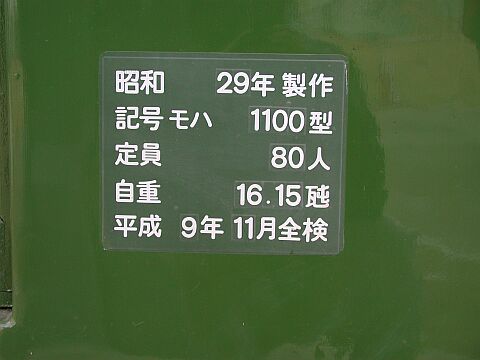 昭和 29年 製作
記号 モハ 1100型
定員 80人
自重 16.15瓲
平成 9年 11月全検